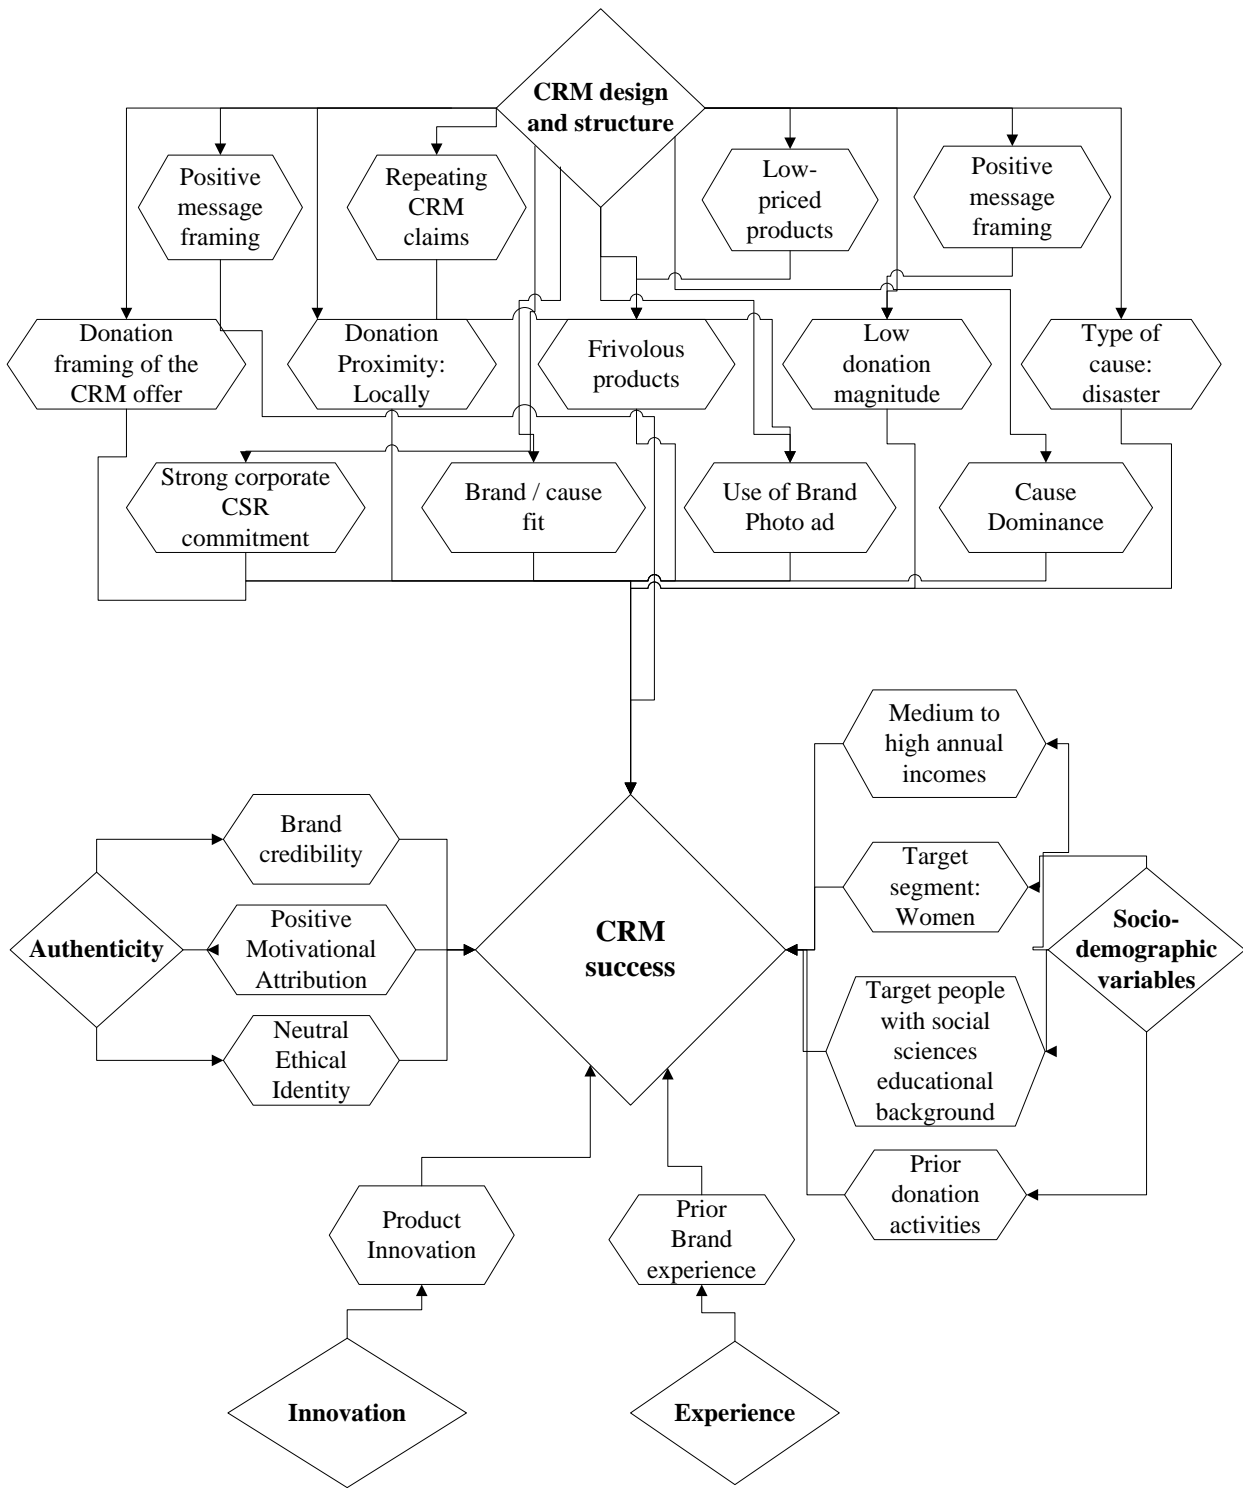 CRM design
and structure
Positive
message
framing
Repeating
CRM
claims
Low-
priced
products
Positive
message
framing
Donation
framing of the
CRM offer
Donation
Proximity:
Locally
Frivolous
products
Low
donation
magnitude
Type of
cause:
disaster
Strong corporate
CSR
commitment
Brand / cause
fit
Use of Brand
Photo ad
Cause
Dominance
Medium to
high annual
incomes
Brand
credibility
Target
segment:
Women
Authenticity
Positive
Motivational
Attribution
CRM
success
Socio-
demographic
variables
Neutral
Ethical
Identity
Target people
with social
sciences
educational
background
Prior
donation
activities
Product
Innovation
Prior
Brand
experience
Innovation
Experience